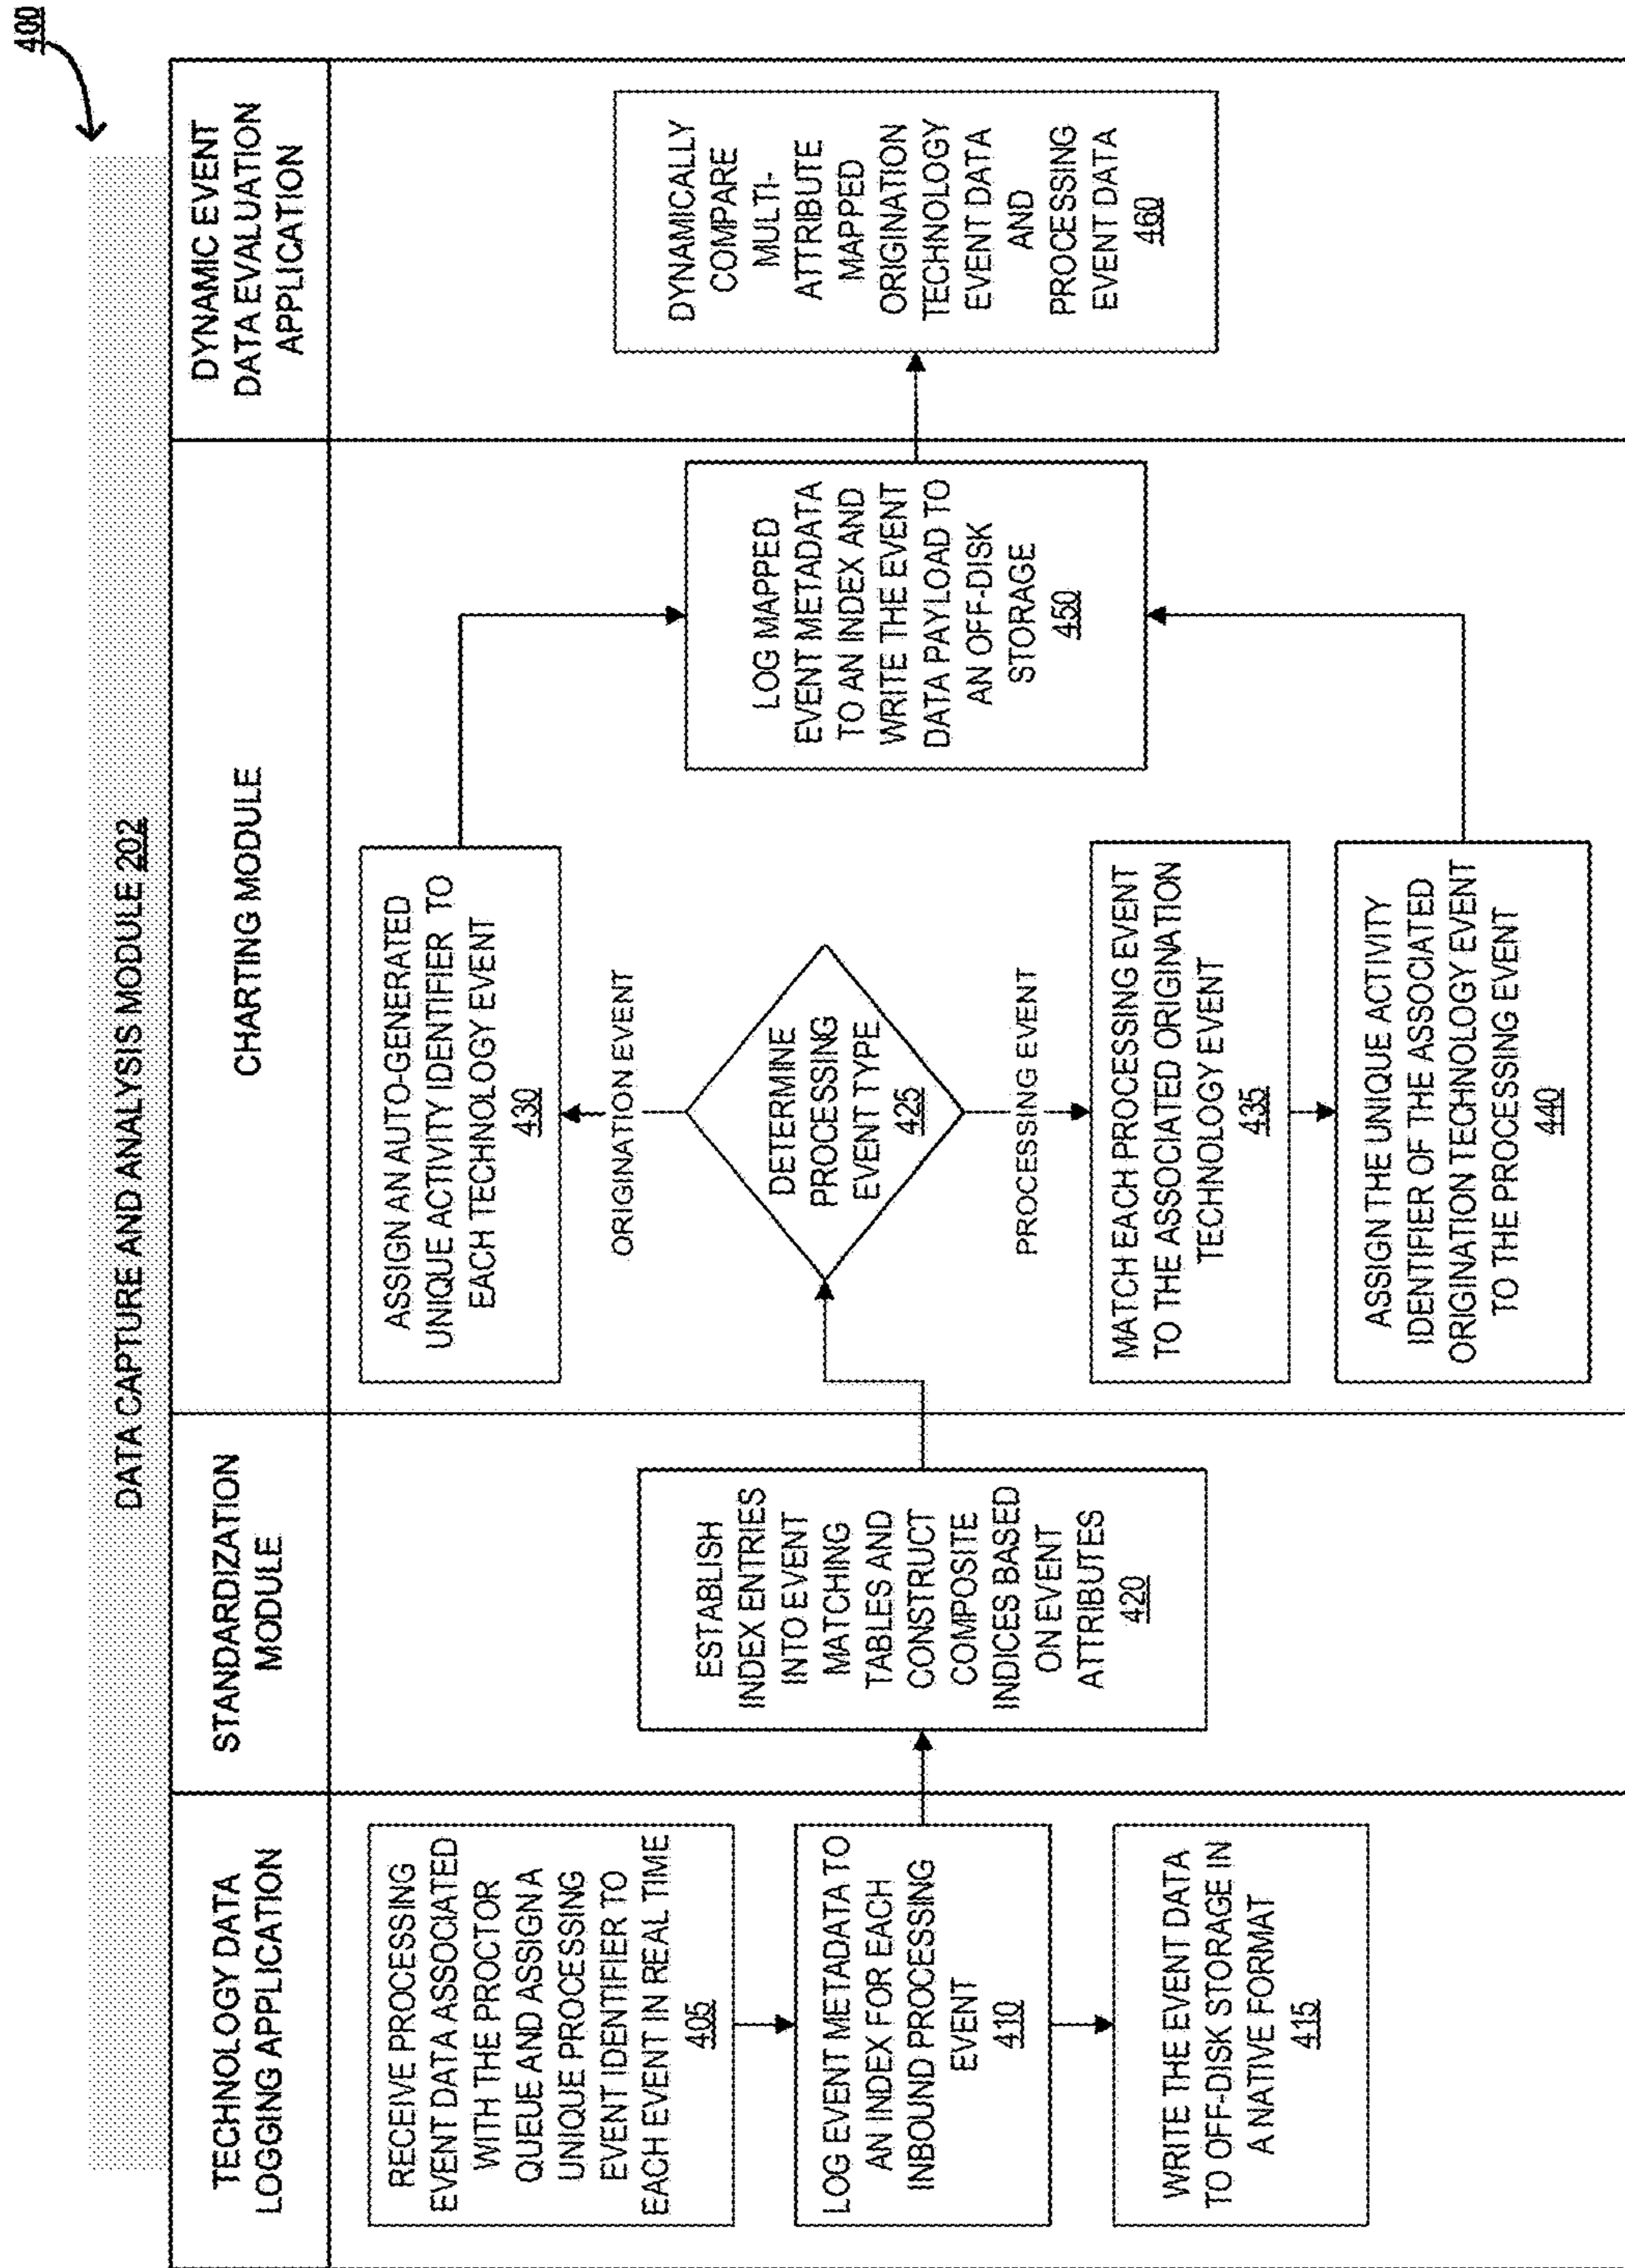 400
DATA CAPTURE AND ANALYSIS MODULE 202
TECHNOLOGY DATA
LOGGING APPLICATION
STANDARDIZATION
MODULE
CHARTING MODULE
DYNAMIC EVENT
DATA EVALUATION
APPLICATION
RECEIVE PROCESSING
EVENT DATA ASSOCIATED
WITH THE PROCTOR
QUEUE AND ASSIGN A
UNIQUE PROCESSING
EVENT IDENTIFIER TO
EACH EVENT IN REAL TIME
405
LOG EVENT METADATA TO
AN INDEX FOR EACH
INBOUND PROCESSING
EVENT
410
WRITE THE EVENT DATA
TO OFF-DISK STORAGE IN
A NATIVE FORMAT
415
ESTABLISH
INDEX ENTRIES
INTO EVENT
MATCHING
TABLES AND
CONSTRUCT
COMPOSITE
INDICES BASED
ON EVENT
ATTRIBUTES
420
ASSIGN AN AUTO-GENERATED
UNIQUE ACTIVITY IDENTIFIER TO
EACH TECHNOLOGY EVENT
430
ORIGINATION EVENT
DETERMINE
PROCESSING
EVENT TYPE
425
PROCESSING EVENT
MATCH EACH PROCESSING EVENT
TO THE ASSOCIATED ORIGINATION
TECHNOLOGY EVENT
435
ASSIGN THE UNIQUE ACTIVITY
IDENTIFIER OF THE ASSOCIATED
ORIGINATION TECHNOLOGY EVENT
TO THE PROCESSING EVENT
440
LOG MAPPED
EVENT METADATA
TO AN INDEX AND
WRITE THE EVENT
DATA PAYLOAD TO
AN OFF-DISK
STORAGE
450
DYNAMICALLY
COMPARE
MULTI-
ATTRIBUTE
MAPPED
ORIGINATION
TECHNOLOGY
EVENT DATA
AND
PROCESSING
EVENT DATA
460